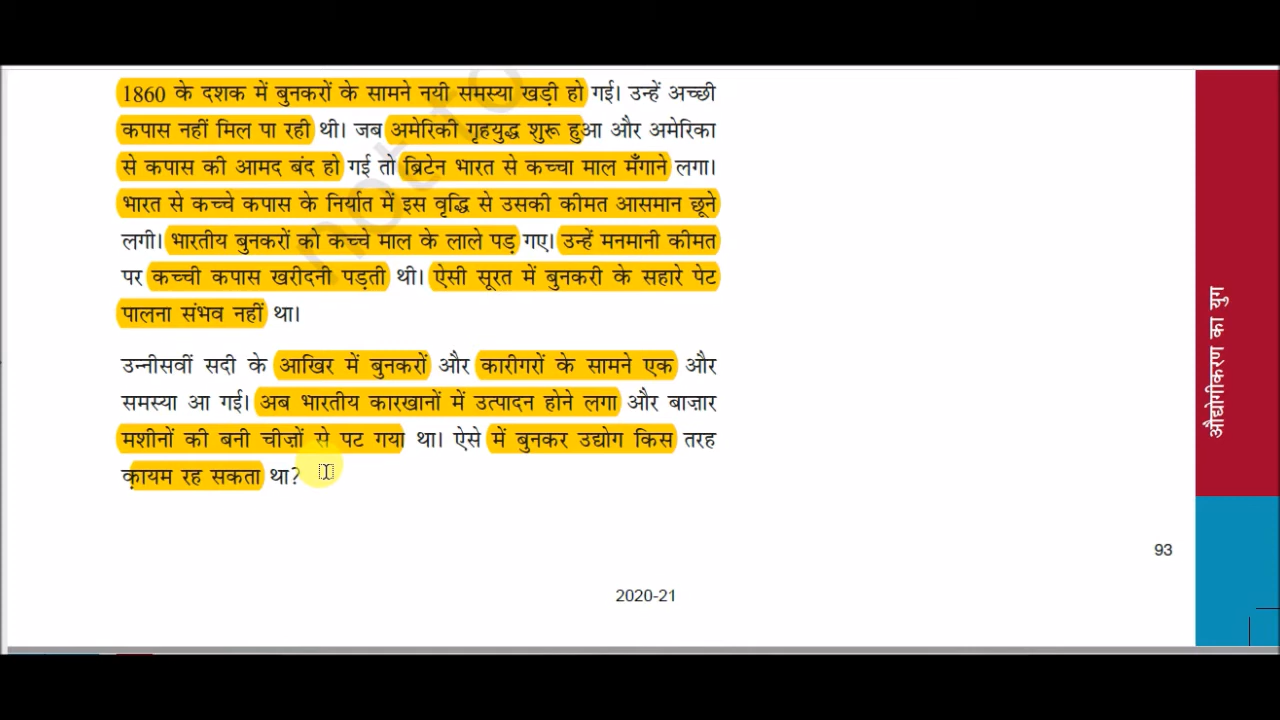 1860 के दशक में बुनकरों के सामने नयी समस्या खड़ी हो गई। उन्हें अच्छी
कपास नहीं मिल पा रही थी। जब अमेरिकी गृहयुद्ध शुरू हुआ और अमेरिका
से कपास की आमद बंद हो गई तो ब्रिटेन भारत से कच्चा माल मँगाने लगा।
भारत से कच्चे कपास के निर्यात में इस वृद्धि से उसकी कीमत आसमान छूने
लगी। भारतीय बुनकरों को कच्चे माल के लाले पड़ गए। उन्हें मनमानी कीमत
पर कच्ची कपास खरीदनी पड़ती थी। ऐसी सूरत में बुनकरी के सहारे पेट
पालना संभव नहीं था।
उन्नीसवीं सदी के आखिर में बुनकरों और कारीगरों के सामने एक और
समस्या आ गई। अब भारतीय कारखानों में उत्पादन होने लगा और बाज़ार
मशीनों की बनी चीज़ों से पट गया था। ऐसे में बुनकर उद्योग किस तरह
क़ायम रह सकता था?
औद्योगीकरण का युग
93
2020-21
not to